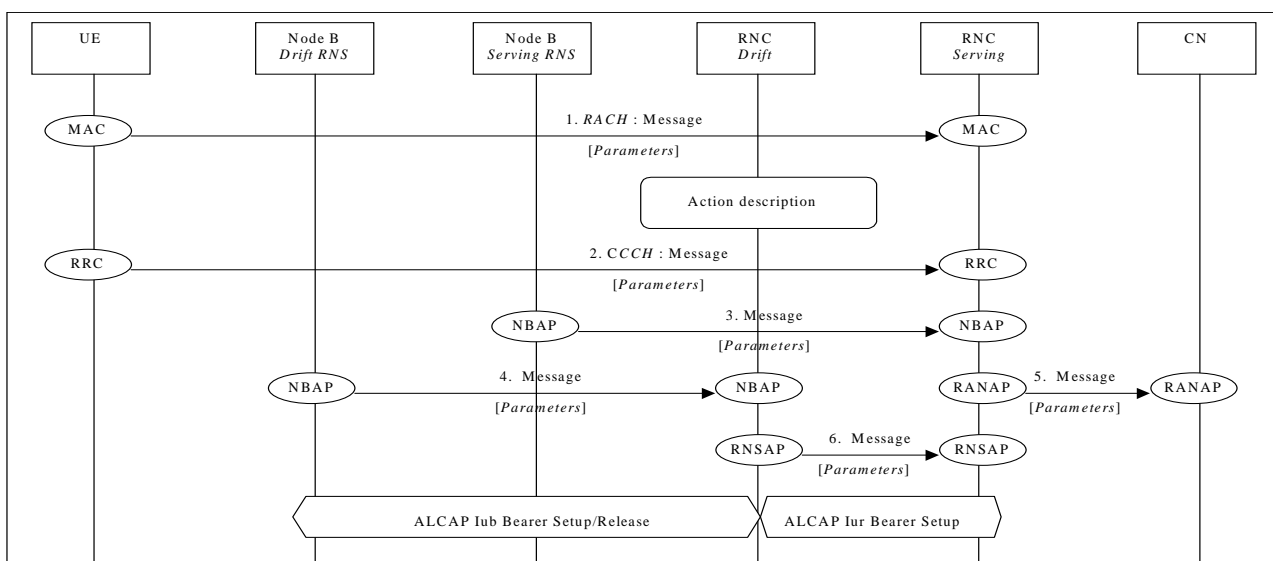 UE
Node B
Drift RNS
Node B
Serving RNS
RNC
Drift
RNC
Serving
CN
MAC
1. RACH : Message
[Parameters]
MAC
Action description
RRC
2. CCCH : Message
[Parameters]
RRC
NBAP
3. Message
[Parameters]
NBAP
NBAP
4. Message
[Parameters]
NBAP
RANAP
5. Message
[Parameters]
RANAP
RNSAP
6. Message
[Parameters]
RNSAP
ALCAP Iub Bearer Setup/Release
ALCAP Iur Bearer Setup